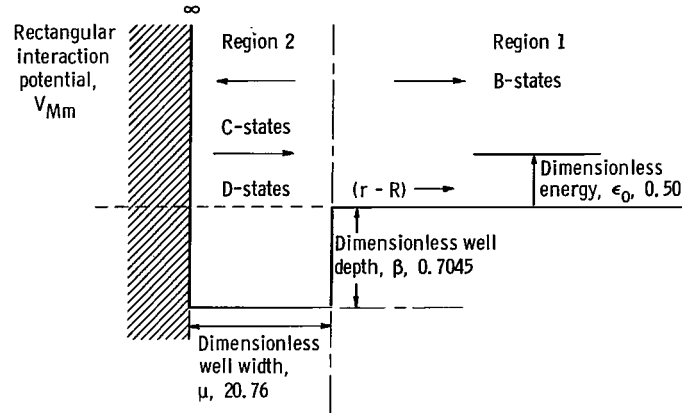 ∞
Rectangular
interaction
potential,
V_Mm
Region 2
Region 1
B-states
C-states
D-states
(r - R)
Dimensionless
energy, ϵ₀, 0.50
Dimensionless well
depth, β, 0.7045
Dimensionless
well width,
μ, 20.76